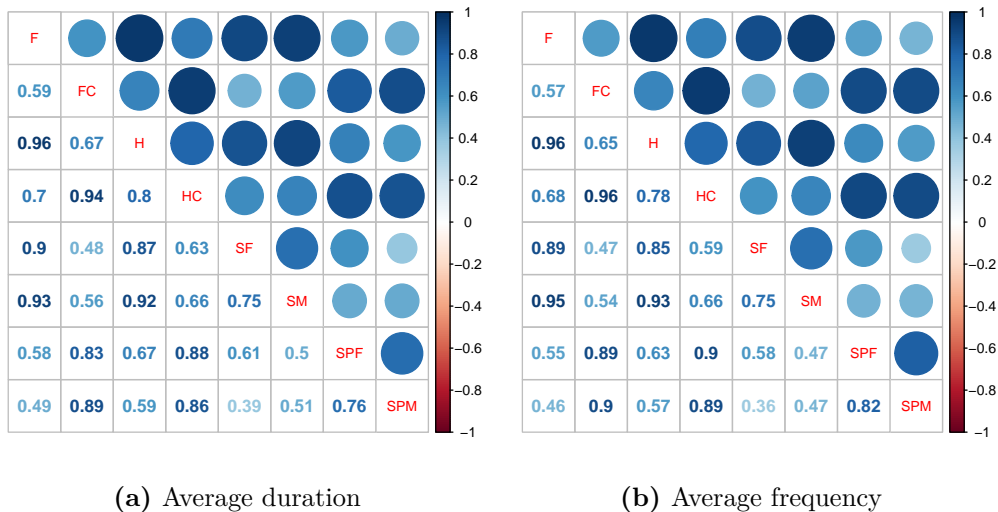 F
0.59 FC
0.96 0.67 H
0.7 0.94 0.8 HC
0.9 0.48 0.87 0.63 SF
0.93 0.56 0.92 0.66 0.75 SM
0.58 0.83 0.67 0.88 0.61 0.5 SPF
0.49 0.89 0.59 0.86 0.39 0.51 0.76 SPM
1
0.8
0.6
0.4
0.2
0
−0.2
−0.4
−0.6
−0.8
−1
(a) Average duration
F
0.57 FC
0.96 0.65 H
0.68 0.96 0.78 HC
0.89 0.47 0.85 0.59 SF
0.95 0.54 0.93 0.66 0.75 SM
0.55 0.89 0.63 0.9 0.58 0.47 SPF
0.46 0.9 0.57 0.89 0.36 0.47 0.82 SPM
1
0.8
0.6
0.4
0.2
0
−0.2
−0.4
−0.6
−0.8
−1
(b) Average frequency